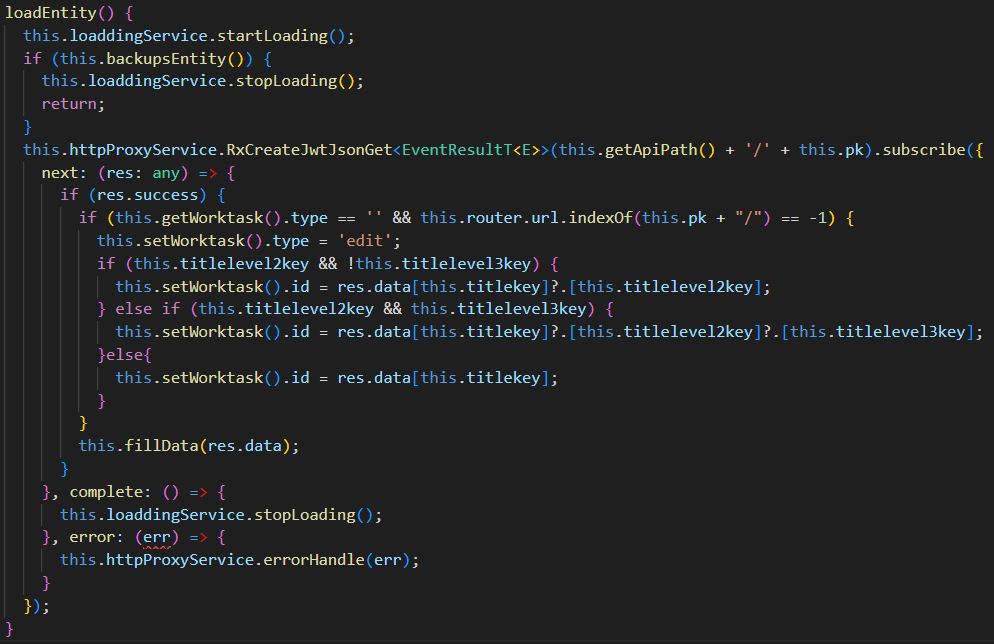 loadEntity() {
this.loaddingService.startLoading();
if (this.backupsEntity()) {
this.loaddingService.stopLoading();
return;
}
this.httpProxyService.RxCreateJwtJsonGet<EventResultT<E>>(this.getApiPath() + '/' + this.pk).subscribe({
next: (res: any) => {
if (res.success) {
if (this.getWorktask().type == '' && this.router.url.indexOf(this.pk + "/") == -1) {
this.setWorktask().type = 'edit';
if (this.titlelevel2key && !this.titlelevel3key) {
this.setWorktask().id = res.data[this.titlekey]?.[this.titlelevel2key];
} else if (this.titlelevel2key && this.titlelevel3key) {
this.setWorktask().id = res.data[this.titlekey]?.[this.titlelevel2key]?.[this.titlelevel3key];
}else{
this.setWorktask().id = res.data[this.titlekey];
}
}
this.fillData(res.data);
}
}, complete: () => {
this.loaddingService.stopLoading();
}, error: (err) => {
this.httpProxyService.errorHandle(err);
}
});
}